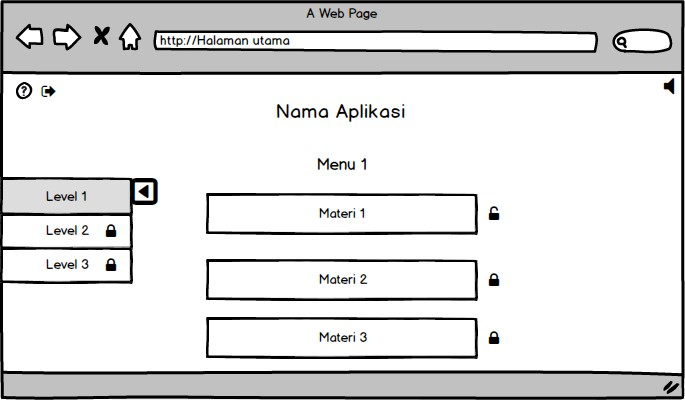 A Web Page
http://Halaman utama
Nama Aplikasi
Menu 1
Level 1
Level 2
Level 3
Materi 1
Materi 2
Materi 3